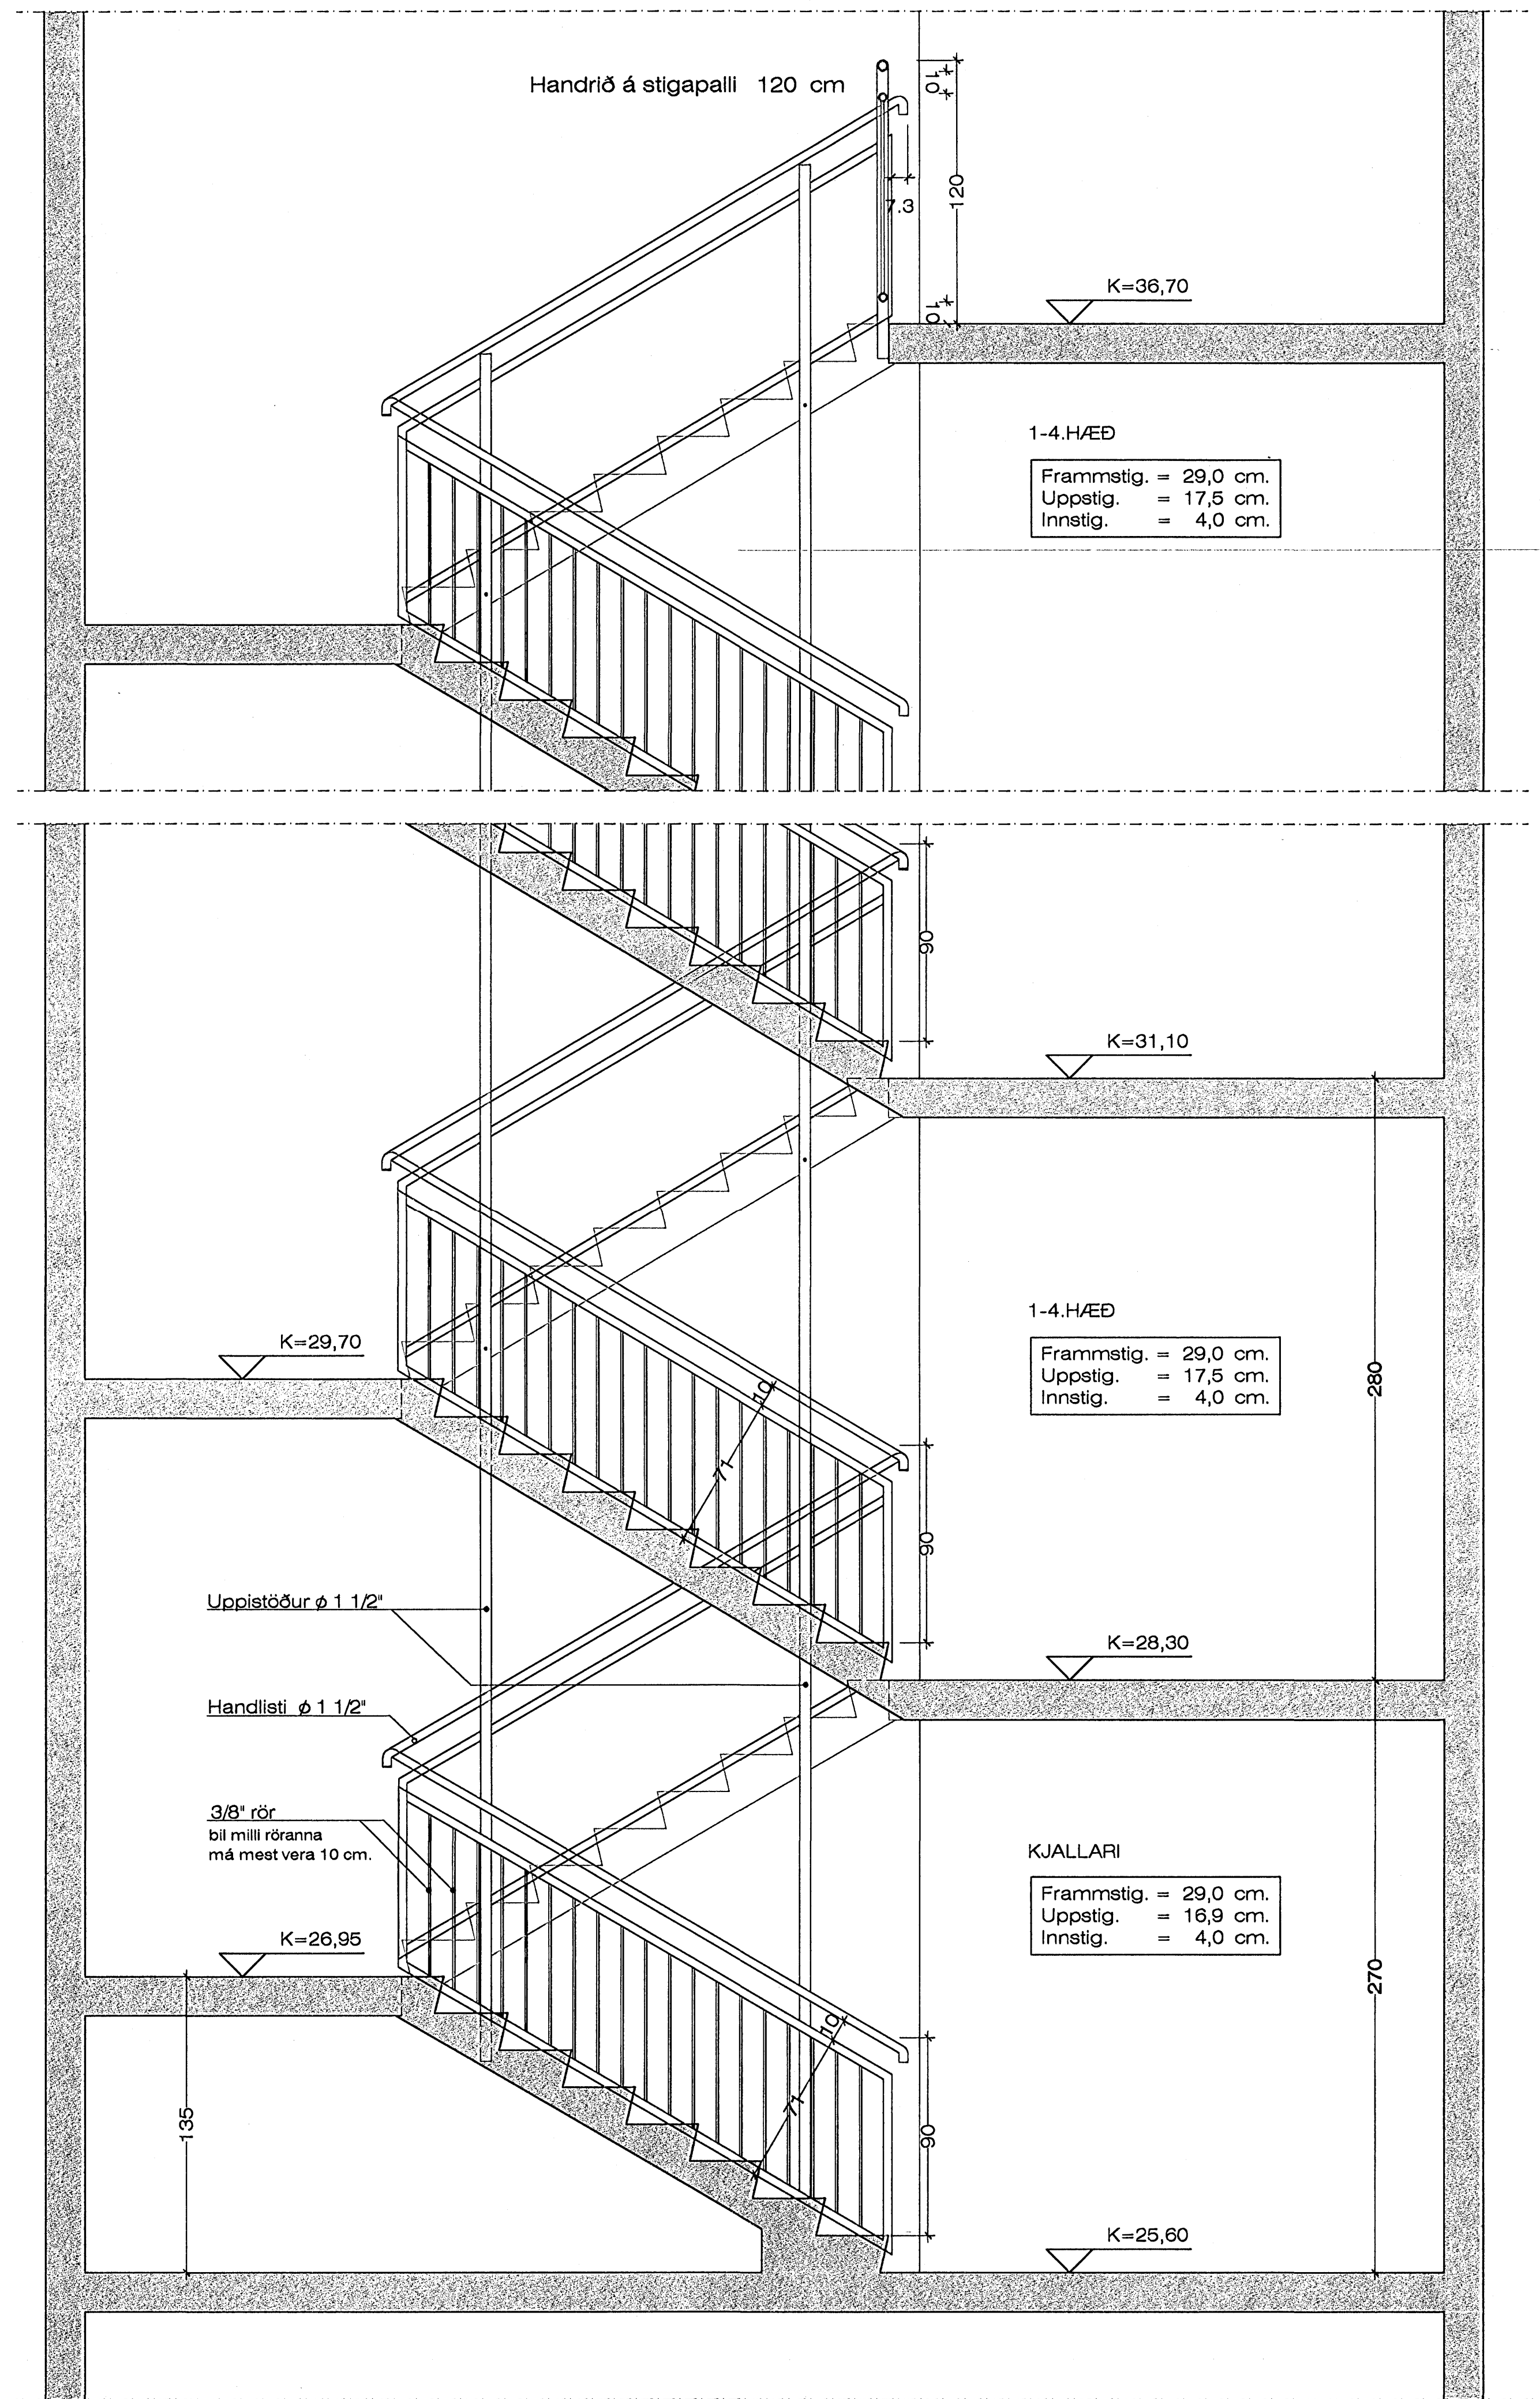 Handrið á stigapalli 120 cm
10
120
7.3
10
K=36,70
1-4.HÆÐ
Frammstig. = 29,0 cm.
Uppstig. = 17,5 cm.
Innstig. = 4,0 cm.
90
K=31,10
1-4.HÆÐ
Frammstig. = 29,0 cm.
Uppstig. = 17,5 cm.
Innstig. = 4,0 cm.
K=29,70
280
10
71
90
Uppistöður ø 1 1/2"
K=28,30
Handlisti ø 1 1/2"
3/8" rör
bil milli röranna
má mest vera 10 cm.
KJALLARI
Frammstig. = 29,0 cm.
Uppstig. = 16,9 cm.
Innstig. = 4,0 cm.
K=26,95
270
10
71
135
90
K=25,60